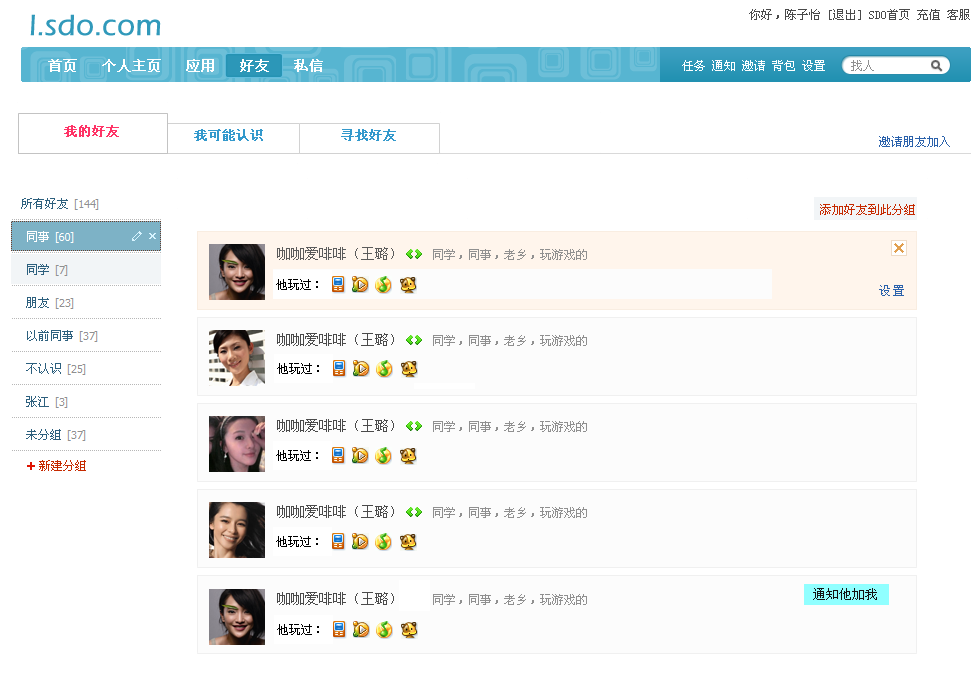 你好，陈子怡 [退出] SDO首页 充值 客服
I.sdo.com
首页 个人主页 应用 好友 私信 任务 通知 邀请 背包 设置 找人
我的好友 我可能认识 寻找好友
邀请朋友加入
所有好友 [144]
添加好友到此分组
同事 [60]
同学 [7]
朋友 [23]
以前同事 [37]
不认识 [25]
张江 [3]
未分组 [37]
+ 新建分组
咖咖爱啡啡（王璐） 同学，同事，老乡，玩游戏的
他玩过：
设置
咖咖爱啡啡（王璐） 同学，同事，老乡，玩游戏的
他玩过：
咖咖爱啡啡（王璐） 同学，同事，老乡，玩游戏的
他玩过：
咖咖爱啡啡（王璐） 同学，同事，老乡，玩游戏的
他玩过：
咖咖爱啡啡（王璐） 同学，同事，老乡，玩游戏的
通知他加我
他玩过：